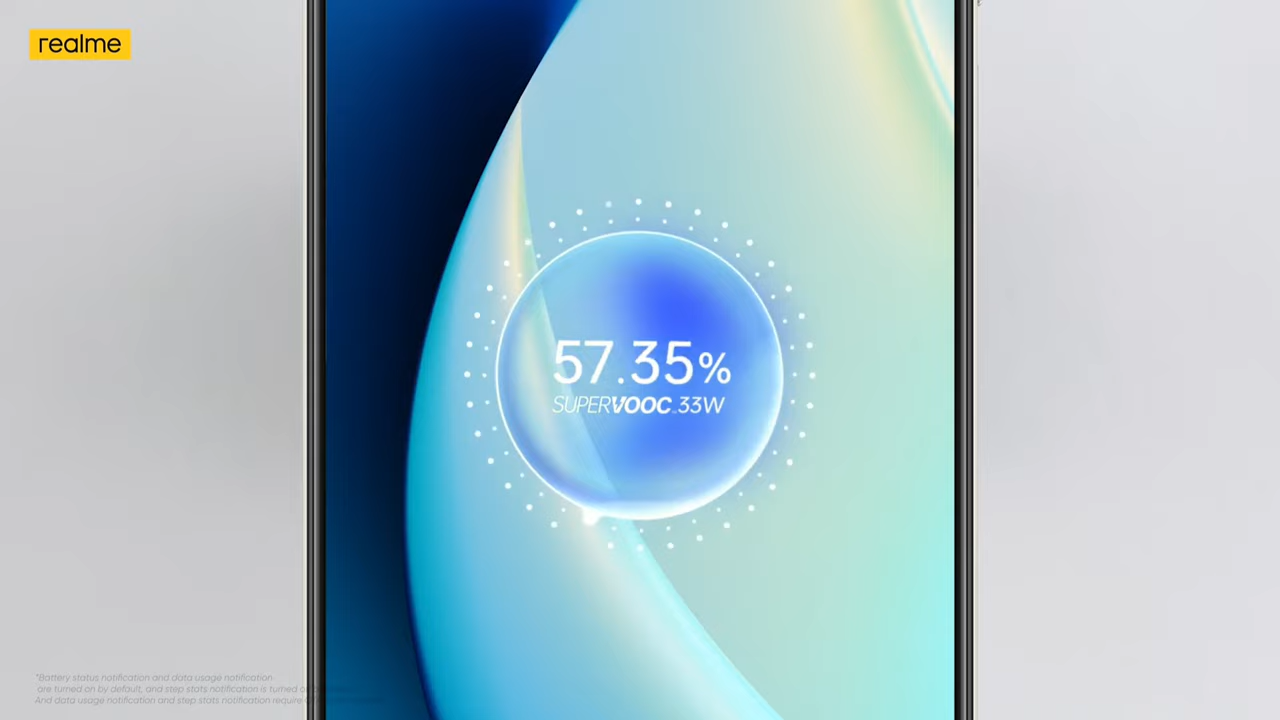 realme
57.35%
SUPERVOOC 33W
*Battery status notification and data usage notification
are turned on by default, and step stats notification is turned
And data usage notification and step stats notification require